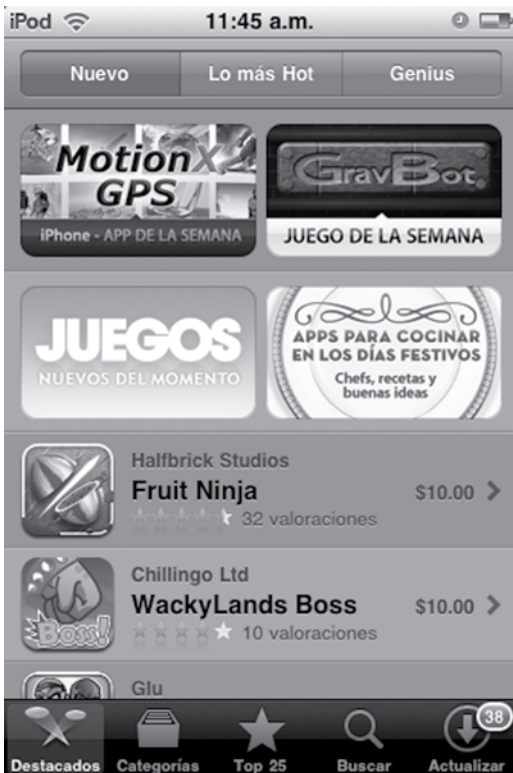 iPod 11:45 a.m.
Nuevo Lo más Hot Genius
MotionX
GPS
iPhone - APP DE LA SEMANA
GravBot
JUEGO DE LA SEMANA
JUEGOS
NUEVOS DEL MOMENTO
APPS PARA COCINAR
EN LOS DÍAS FESTIVOS
Chefs, recetas y
buenas ideas
Halfbrick Studios
Fruit Ninja $10.00
32 valoraciones
Chillingo Ltd
WackyLands Boss $10.00
10 valoraciones
BOSS!
Glu
38
Destacados Categorías Top 25 Buscar Actualizar